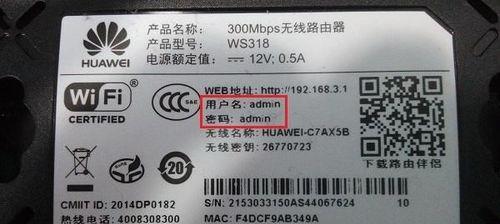 产品名称: 300Mbps无线路由器
产品型号: WS318
电源额定值: 12V; 0.5A
HUAWEI
WEB地址: http://192.168.3.1
用户名: admin
密码: admin
WiFi
CERTIFIED
CCC
S&E
无线名称: HUAWEI-C7AX5B
无线密钥: 26770723
下载路由伴侣
20
CMIIT ID: 2014DP0182
电话: 4008308300
S/N: 2153033150AS44067624 10
MAC: F4DCF9AB349A